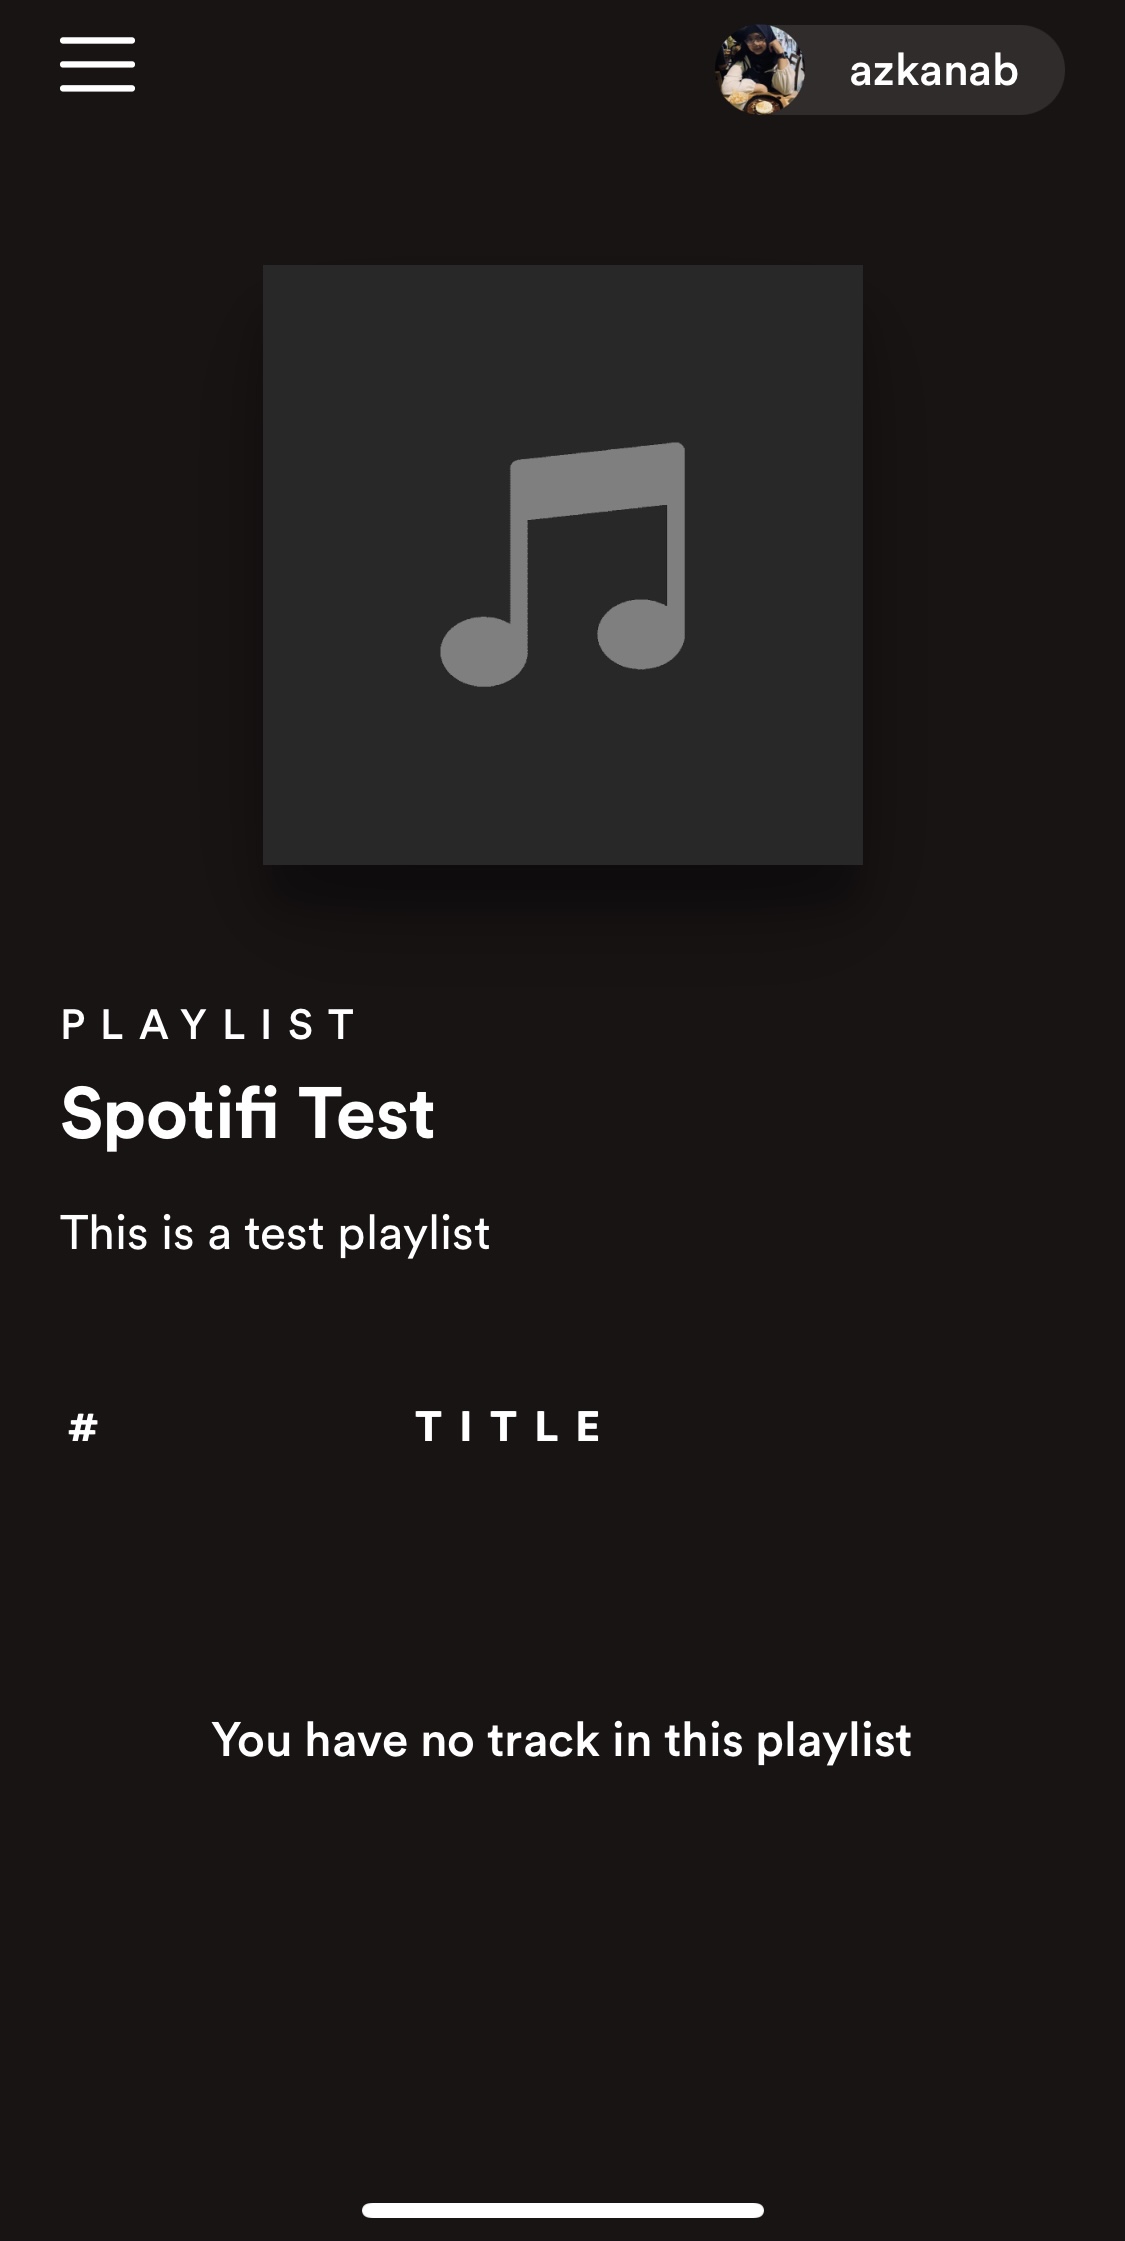 azkanab
PLAYLIST
Spotifi Test
This is a test playlist
# TITLE
You have no track in this playlist